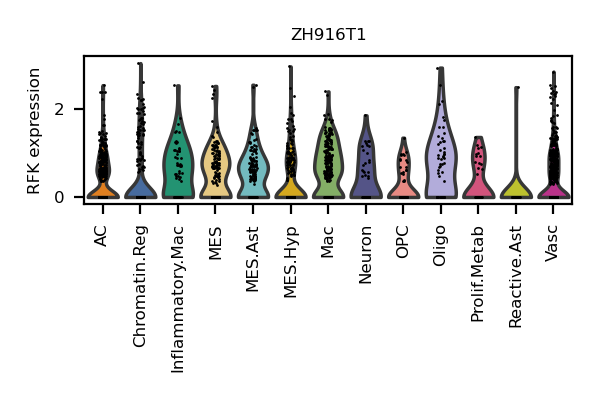 ZH916T1
RFK expression
2
0
AC
Chromatin.Reg
Inflammatory.Mac
MES
MES.Ast
MES.Hyp
Mac
Neuron
OPC
Oligo
Prolif.Metab
Reactive.Ast
Vasc